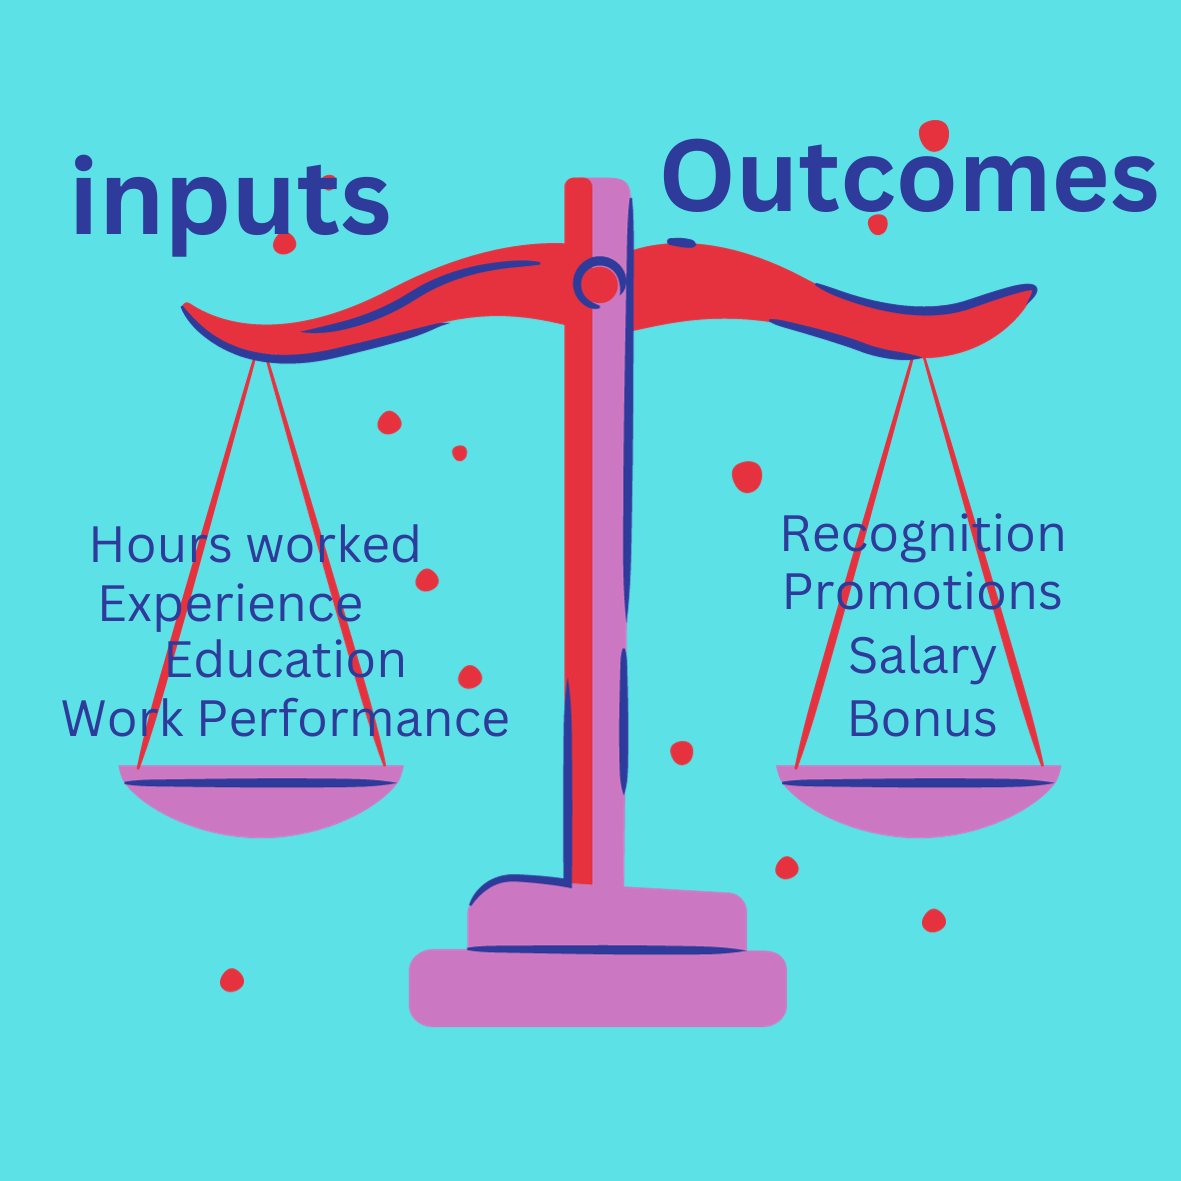 inputs
Outcomes
Hours worked
Experience
Education
Work Performance
Recognition
Promotions
Salary
Bonus